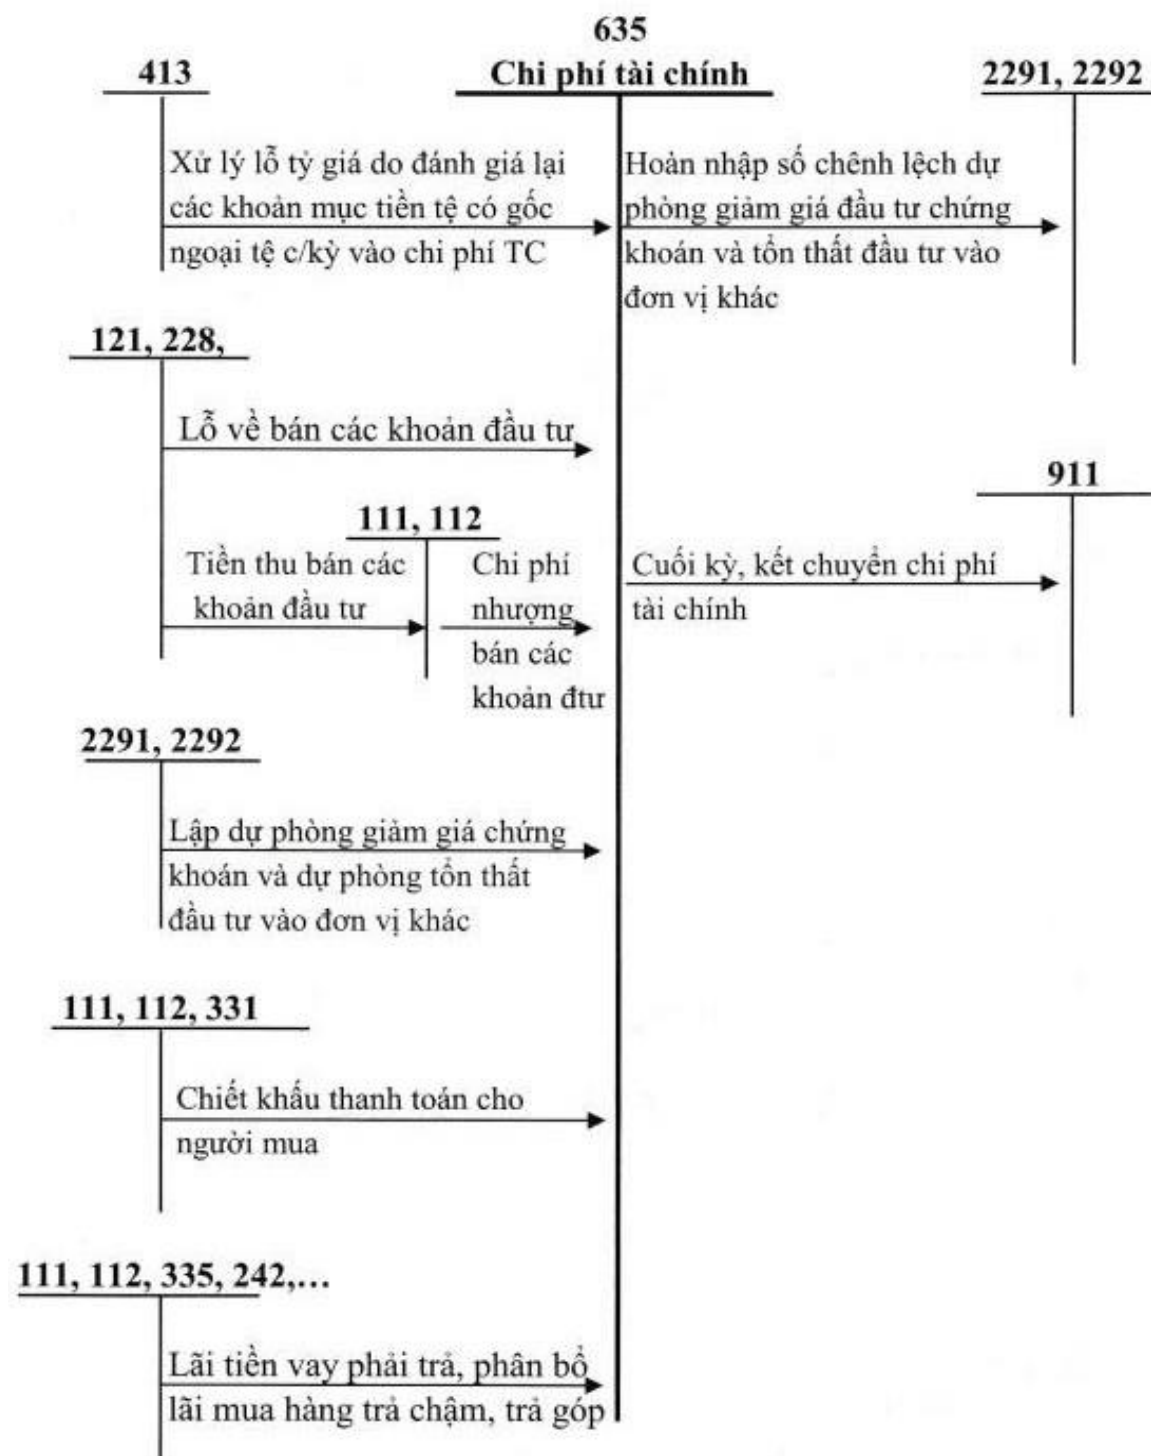 635
413
Chi phí tài chính
2291, 2292
Xử lý lỗ tỷ giá do đánh giá lại
các khoản mục tiền tệ có gốc
ngoại tệ c/kỳ vào chi phí TC
Hoàn nhập số chênh lệch dự
phòng giảm giá đầu tư chứng
khoán và tổn thất đầu tư vào
đơn vị khác
121, 228,
Lỗ về bán các khoản đầu tư
911
111, 112
Tiền thu bán các
khoản đầu tư
Chi phí
nhượng
bán các
khoản đtư
Cuối kỳ, kết chuyển chi phí
tài chính
2291, 2292
Lập dự phòng giảm giá chứng
khoán và dự phòng tổn thất
đầu tư vào đơn vị khác
111, 112, 331
Chiết khấu thanh toán cho
người mua
111, 112, 335, 242,...
Lãi tiền vay phải trả, phân bổ
lãi mua hàng trả chậm, trả góp